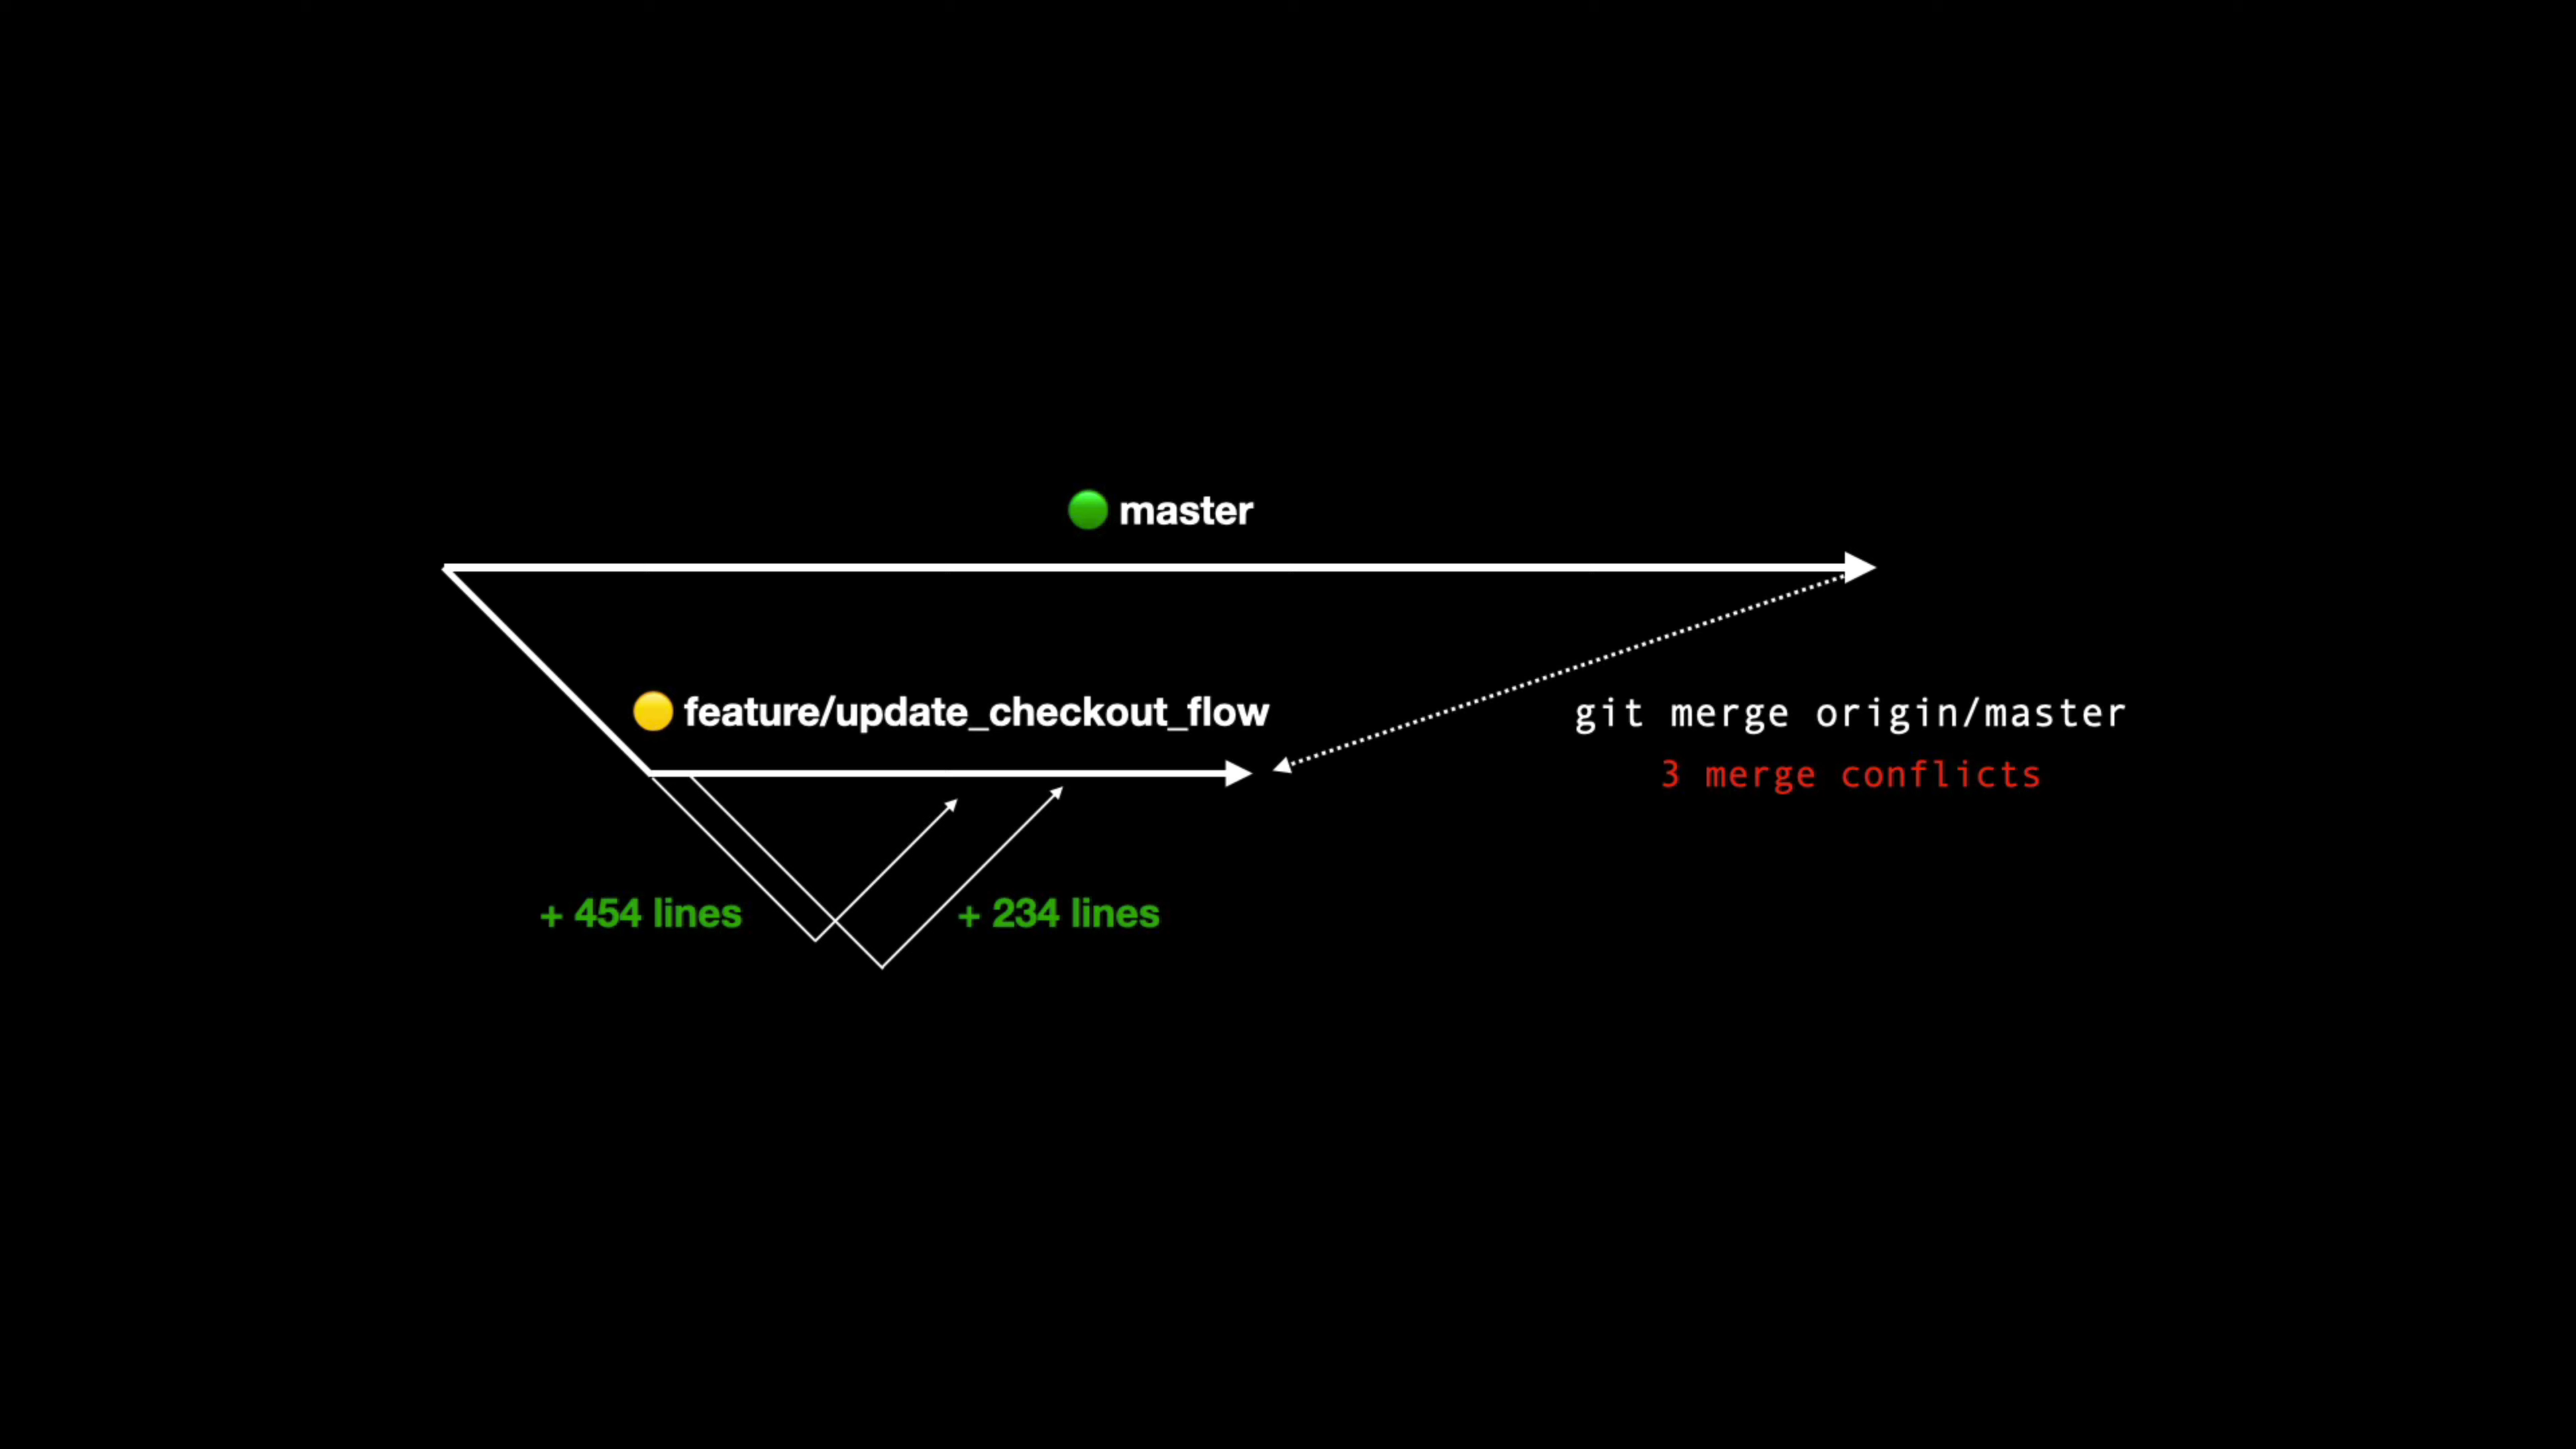 master
feature/update_checkout_flow
git merge origin/master
3 merge conflicts
+ 454 lines
+ 234 lines